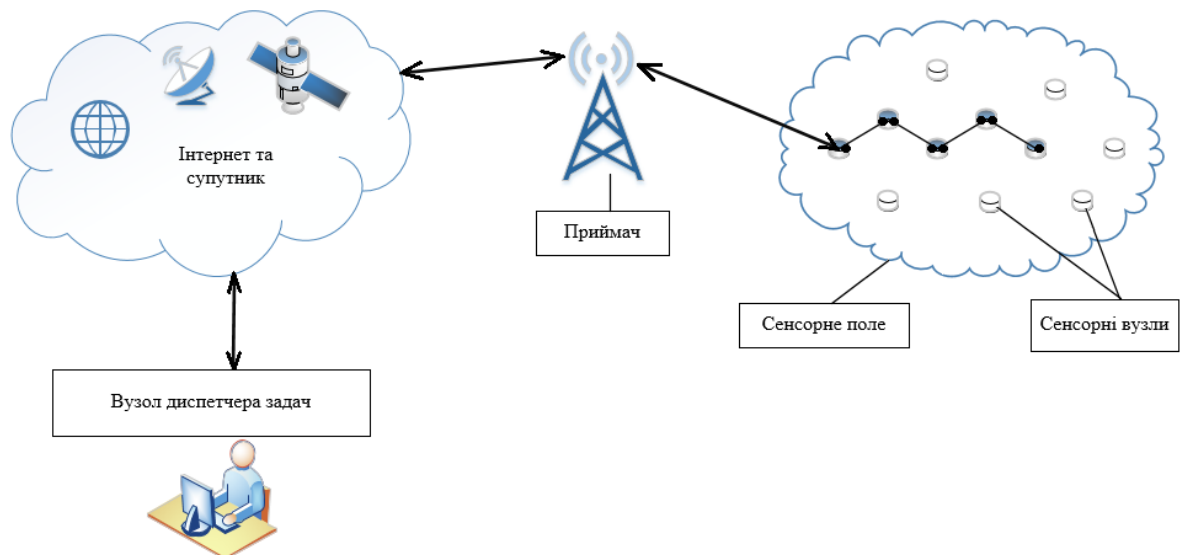 Інтернет та
супутник
Приймач
Сенсорне поле
Сенсорні вузли
Вузол диспетчера задач